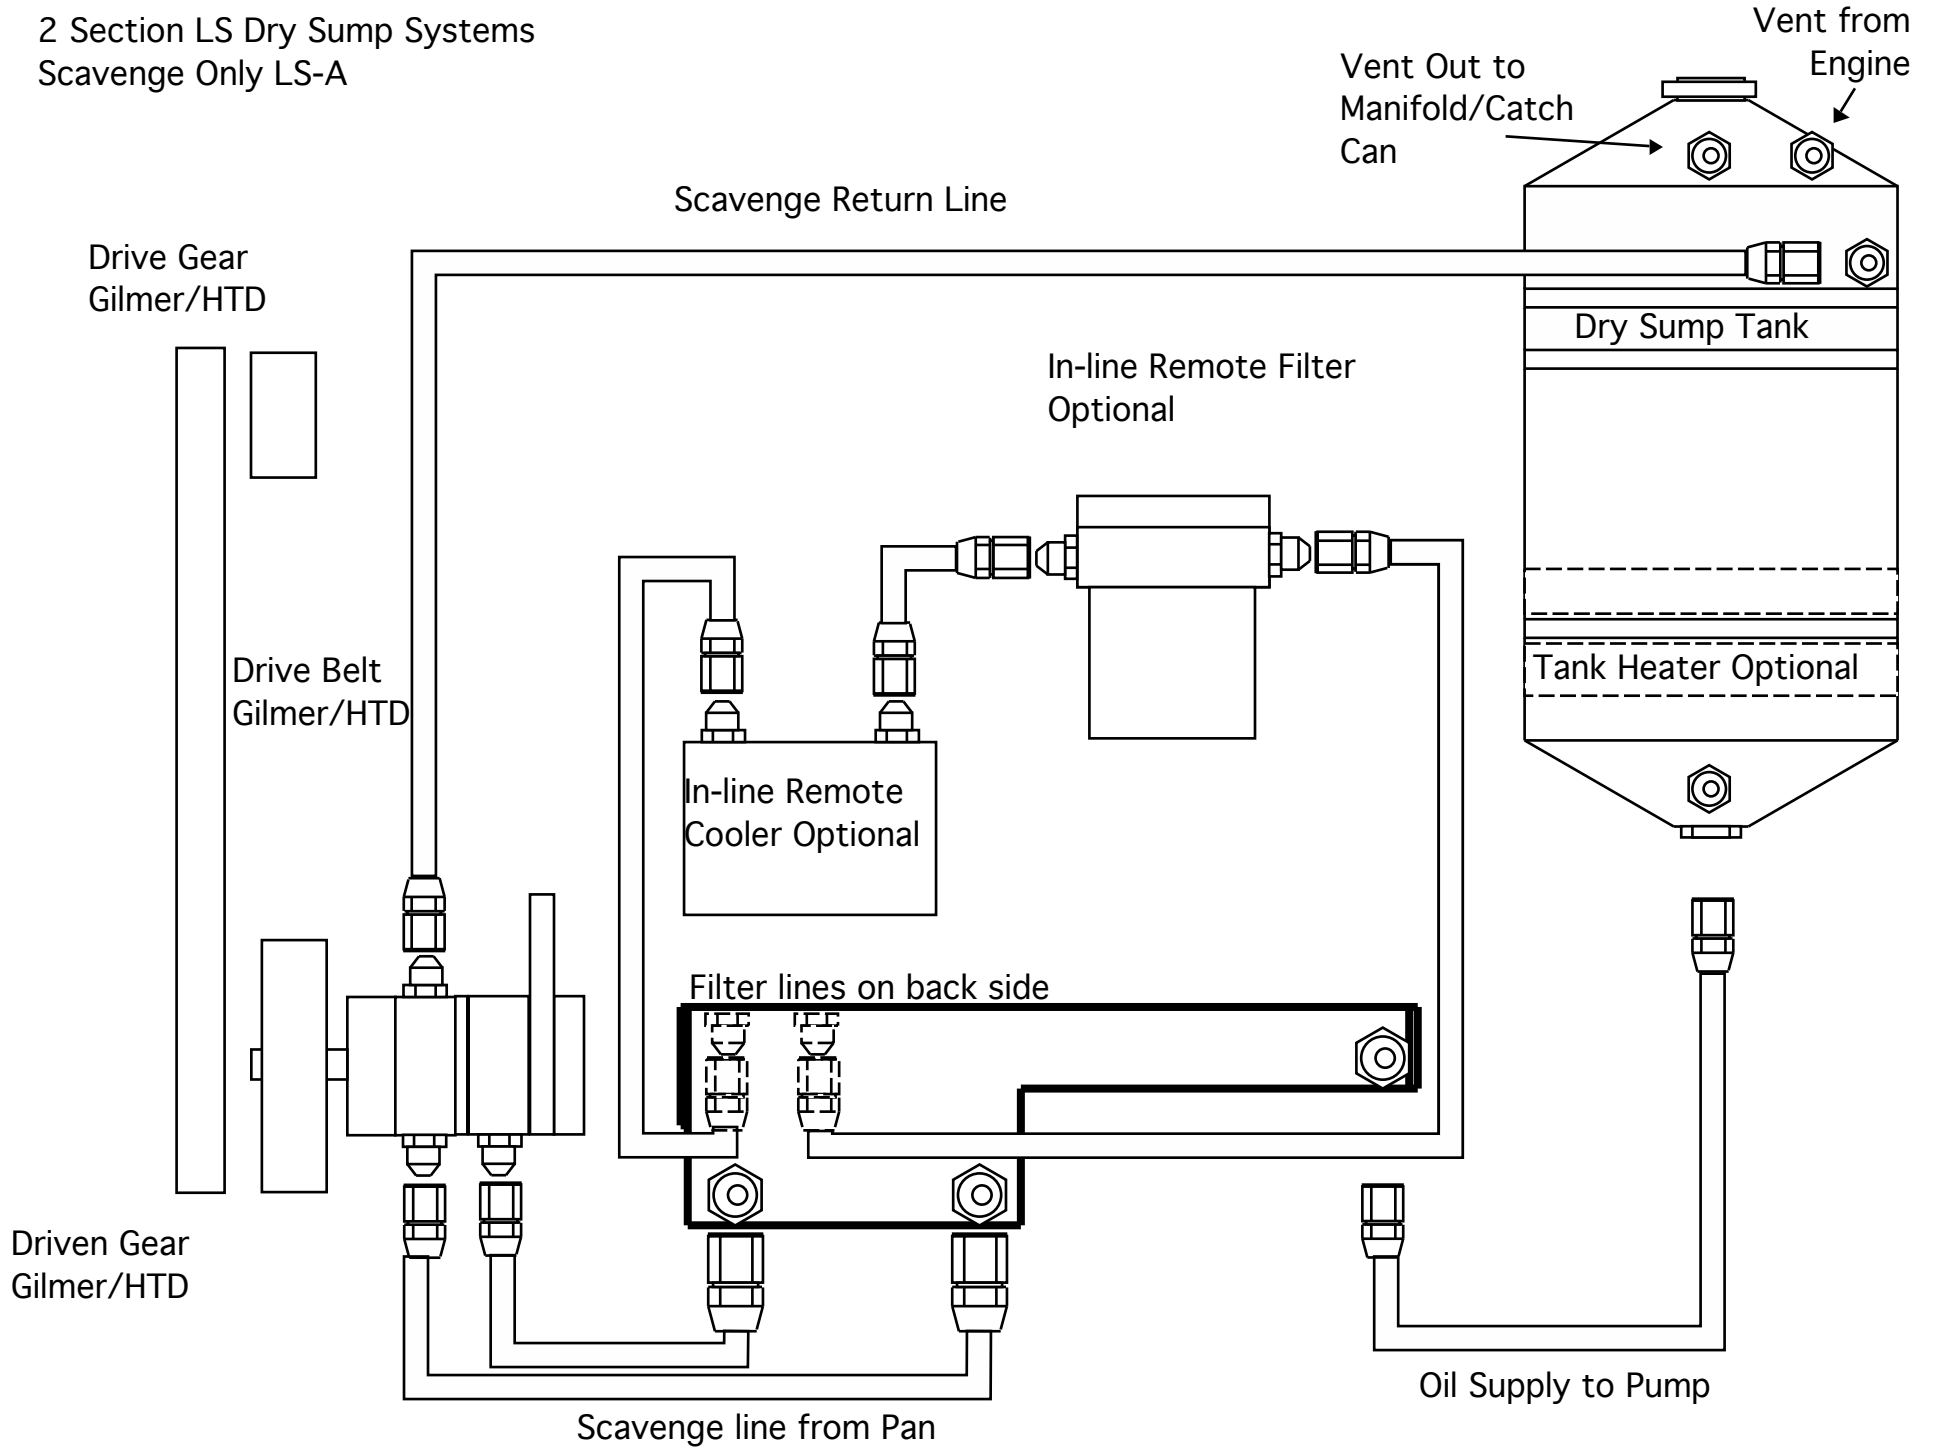 2 Section LS Dry Sump Systems
Scavenge Only LS-A
Vent from
Engine
Vent Out to
Manifold/Catch
Can
Scavenge Return Line
Drive Gear
Gilmer/HTD
Dry Sump Tank
In-line Remote Filter
Optional
Drive Belt
Gilmer/HTD
Tank Heater Optional
In-line Remote
Cooler Optional
Filter lines on back side
Driven Gear
Gilmer/HTD
Oil Supply to Pump
Scavenge line from Pan